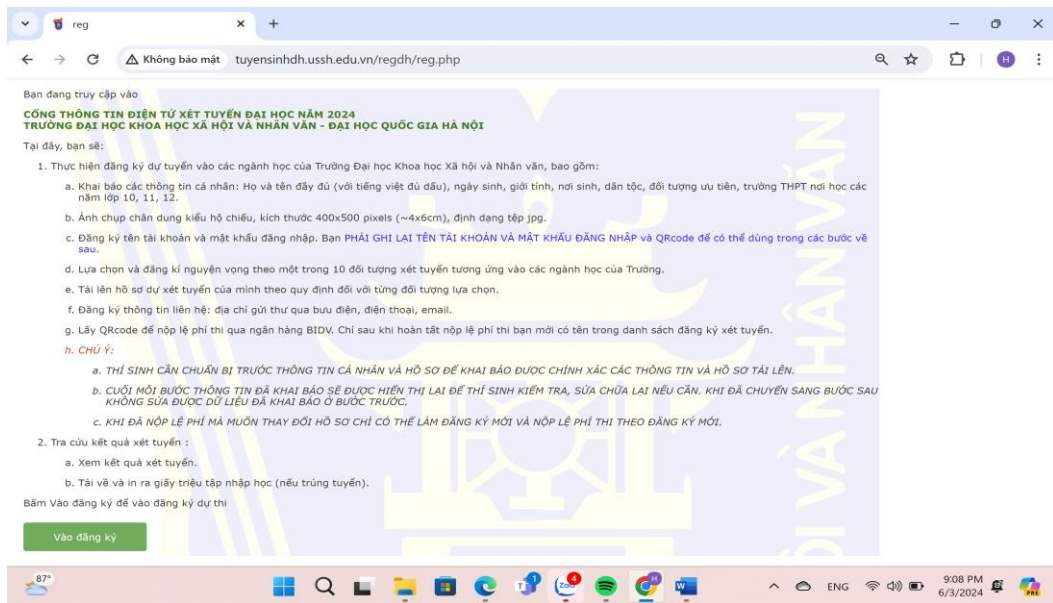 reg
Không bảo mật tuyensinhdh.ussh.edu.vn/regdh/reg.php
H
Bạn đang truy cập vào
CỔNG THÔNG TIN ĐIỆN TỬ XÉT TUYỂN ĐẠI HỌC NĂM 2024
TRƯỜNG ĐẠI HỌC KHOA HỌC XÃ HỘI VÀ NHÂN VĂN - ĐẠI HỌC QUỐC GIA HÀ NỘI
Tại đây, bạn sẽ:
1. Thực hiện đăng ký dự tuyển vào các ngành học của Trường Đại học Khoa học Xã hội và Nhân văn, bao gồm:
a. Khai báo các thông tin cá nhân: Họ và tên đầy đủ (với tiếng việt đủ dấu), ngày sinh, giới tính, nơi sinh, dân tộc, đối tượng ưu tiên, trường THPT nơi học các
năm lớp 10, 11, 12.
b. Ảnh chụp chân dung kiểu hộ chiếu, kích thước 400x500 pixels (~4x6cm), định dạng tệp jpg.
c. Đăng ký tên tài khoản và mật khẩu đăng nhập. Bạn PHẢI GHI LẠI TÊN TÀI KHOẢN VÀ MẬT KHẨU ĐĂNG NHẬP và QRcode để có thể dùng trong các bước về
sau.
d. Lựa chọn và đăng kí nguyện vọng theo một trong 10 đối tượng xét tuyển tương ứng vào các ngành học của Trường.
e. Tải lên hồ sơ dự xét tuyển của mình theo quy định đối với từng đối tượng lựa chọn.
f. Đăng ký thông tin liên hệ: địa chỉ gửi thư qua bưu điện, điện thoại, email.
g. Lấy QRcode để nộp lệ phí thi qua ngân hàng BIDV. Chỉ sau khi hoàn tất nộp lệ phí thi bạn mới có tên trong danh sách đăng ký xét tuyển.
h. CHÚ Ý:
a. THÍ SINH CẦN CHUẨN BỊ TRƯỚC THÔNG TIN CÁ NHÂN VÀ HỒ SƠ ĐỂ KHAI BÁO ĐƯỢC CHÍNH XÁC CÁC THÔNG TIN VÀ HỒ SƠ TẢI LÊN.
b. CUỐI MỖI BƯỚC THÔNG TIN ĐÃ KHAI BÁO SẼ ĐƯỢC HIỂN THỊ LẠI ĐỂ THÍ SINH KIỂM TRA, SỬA CHỮA LẠI NẾU CẦN. KHI ĐÃ CHUYỂN SANG BƯỚC SAU
KHÔNG SỬA ĐƯỢC DỮ LIỆU ĐÃ KHAI BÁO Ở BƯỚC TRƯỚC.
c. KHI ĐÃ NỘP LỆ PHÍ MÀ MUỐN THAY ĐỔI HỒ SƠ CHỈ CÓ THỂ LÀM ĐĂNG KÝ MỚI VÀ NỘP LỆ PHÍ THI THEO ĐĂNG KÝ MỚI.
2. Tra cứu kết quả xét tuyển :
a. Xem kết quả xét tuyển.
b. Tải về và in ra giấy triệu tập nhập học (nếu trúng tuyển).
Bấm Vào đăng ký để vào đăng ký dự thi
Vào đăng ký
ỘI VÀ NHÂN VĂN
87°
Zalo
4
ENG
9:08 PM
6/3/2024
PRE